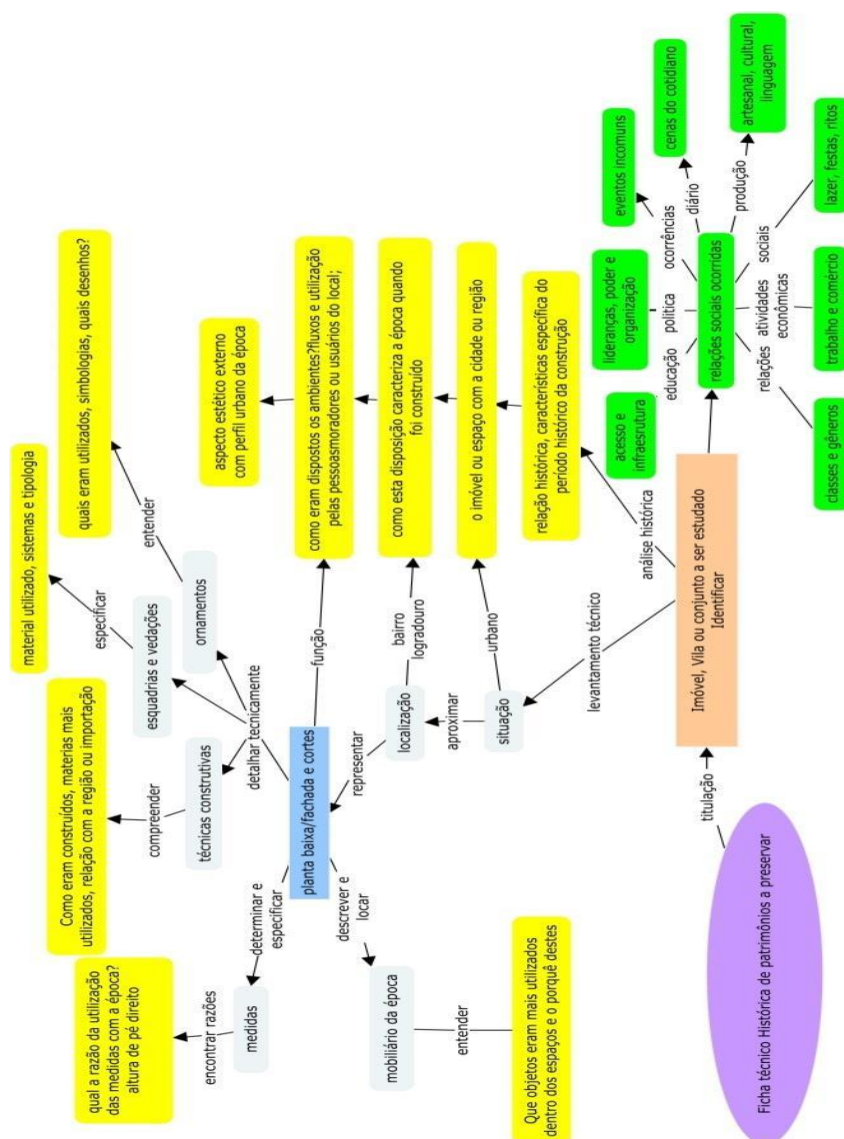 Ficha técnico Histórica de patrimônios a preservar
titulação
Imóvel, Vila ou conjunto a ser estudado
Identificar
levantamento técnico
análise histórica
situação
urbano
aproximar
localização
bairro
logradouro
representar
planta baixa/fachada e cortes
função
determinar e
especificar
descrever e
locar
detalhar tecnicamente
medidas
encontrar razões
qual a razão da utilização
das medidas com a época?
altura de pé direito
mobiliário da época
entender
Que objetos eram mais utilizados
dentro dos espaços e o porquê destes
técnicas construtivas
compreender
Como eram construídos, materias mais
utilizados, relação com a região ou importação
esquadrias e vedações
especificar
material utilizado, sistemas e tipologia
ornamentos
entender
quais eram utilizados, simbologias, quais desenhos?
aspecto estético externo
com perfil urbano da época
como eram dispostos os ambientes?fluxos e utilização
pelas pessoasmoradores ou usuários do local;
como esta disposição caracteriza a época quando
foi construído
o imóvel ou espaço com a cidade ou região
relação histórica, características específica do
período histórico da construção
relações sociais ocorridas
educação
acesso e
infraesrutura
política
lideranças, poder e
organização
ocorrências
eventos incomuns
diário
cenas do cotidiano
produção
artesanal, cultural,
linguagem
sociais
lazer, festas, ritos
atividades
econômicas
trabalho e comércio
relações
classes e gêneros